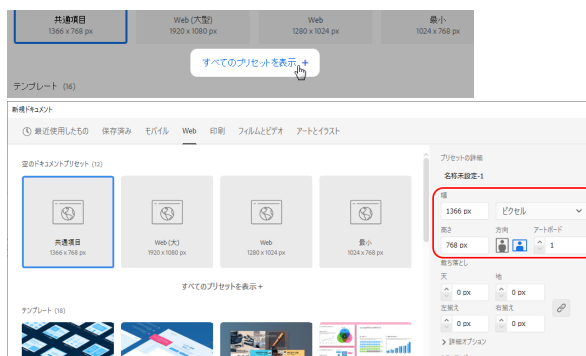 共通項目 Web (大型) Web 最小
1366 x 768 px 1920 x 1080 px 1280 x 1024 px 1024 x 768 px
すべてのプリセットを表示 +
テンプレート (16)
新規ドキュメント
最近使用したもの 保存済み モバイル Web 印刷 フィルムとビデオ アートとイラスト
空のドキュメントプリセット (12)
共通項目 Web (大) Web 最小
1366 x 768 px 1920 x 1080 px 1280 x 1024 px 1024 x 768 px
すべてのプリセットを表示 +
テンプレート (18)
プリセットの詳細
名称未設定-1
幅
1366 px ピクセル
高さ 方向 アートボード
768 px 1
裁ち落とし
天 地
0 px 0 px
左揃え 右揃え
0 px 0 px
詳細オプション